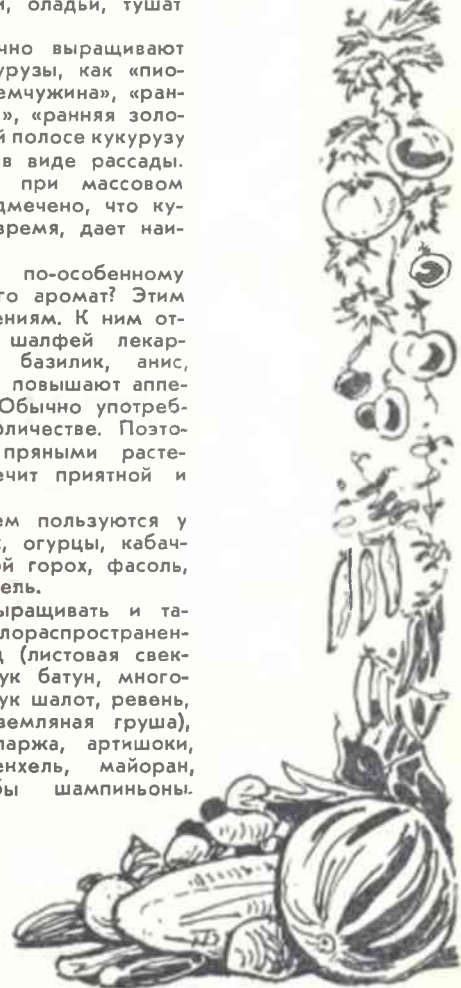 и, оладьи, тушат
чно выращивают
урузы, как «пио-
емчужина», «ран-
», «ранняя золо-
й полосе кукурузу
в виде рассады.
при массовом
дмечено, что ку-
время, дает наи-
по-особенному
го аромат? Этим
ениям. К ним от-
шалфей лекар-
базилик, анис,
повышают аппе-
Обычно употреб-
оличестве. Поэто-
пряными расте-
ечит приятной и
ем пользуются у
, огурцы, кабач-
й горох, фасоль,
ель.
ыращивать и та-
лораспространен-
д (листовая свек-
ук батун, много-
ук шалот, ревень,
земляная груша),
паржа, артишоки,
енхель, майоран,
бы шампиньоны.